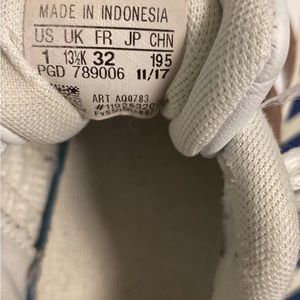 MADE IN INDONESIA
US UK FR JP CHN
1 13½K 32 195
PGD 789006 11/17
ART AQ0783